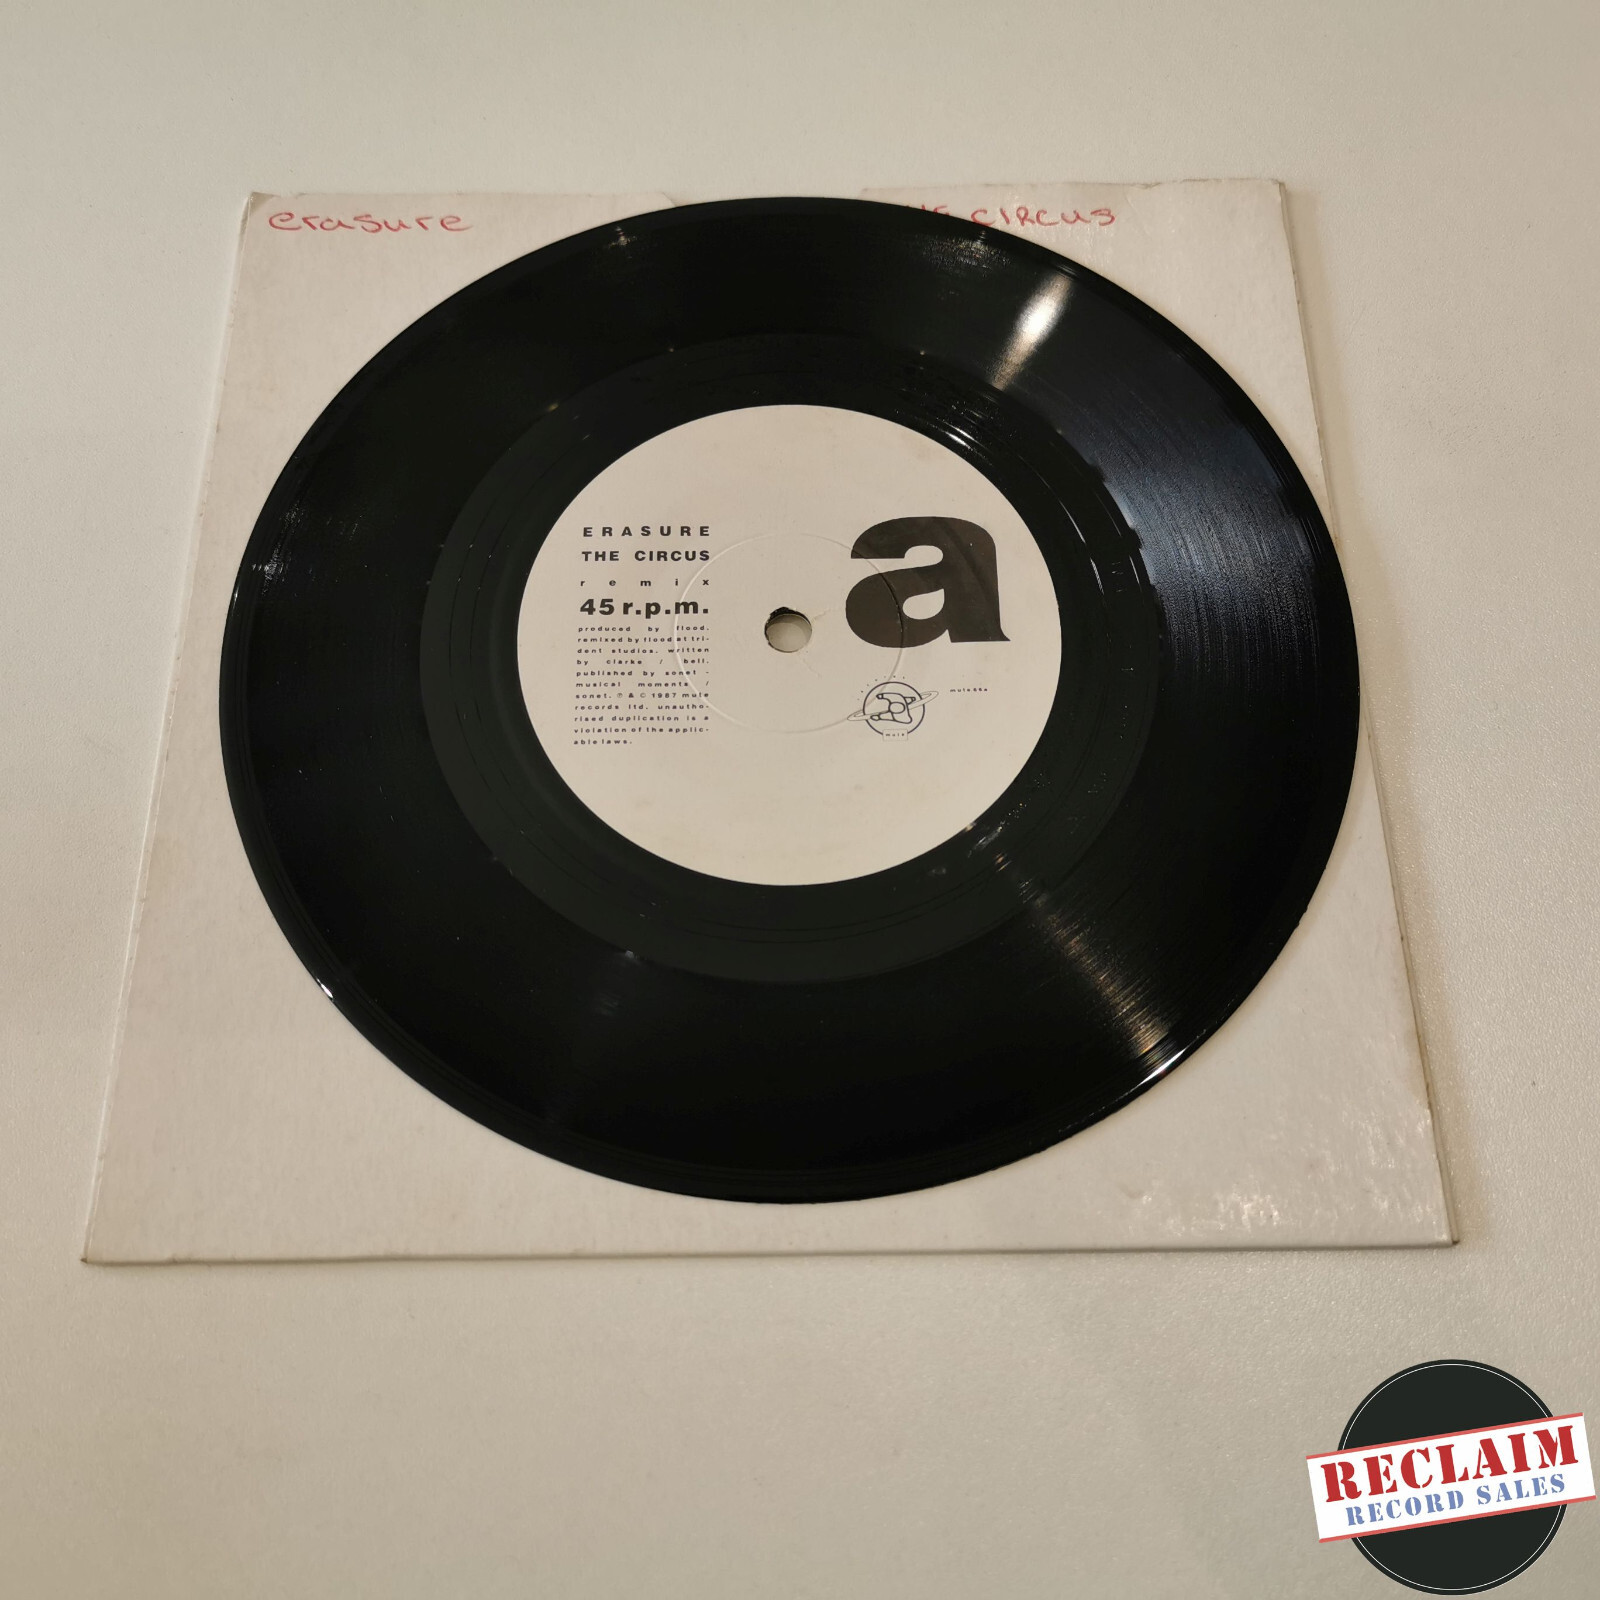 erasure
CIRCUS
ERASURE
THE CIRCUS
remix
45 r.p.m.
produced by flood.
remixed by flood at tri-
dent studios. written
by clarke / bell.
published by sonet -
musical moments /
sonet. ℗ & © 1987 mute
records ltd. unautho-
rised duplication is a
violation of the applic-
able laws.
a
mute
RECLAIM
RECORD SALES